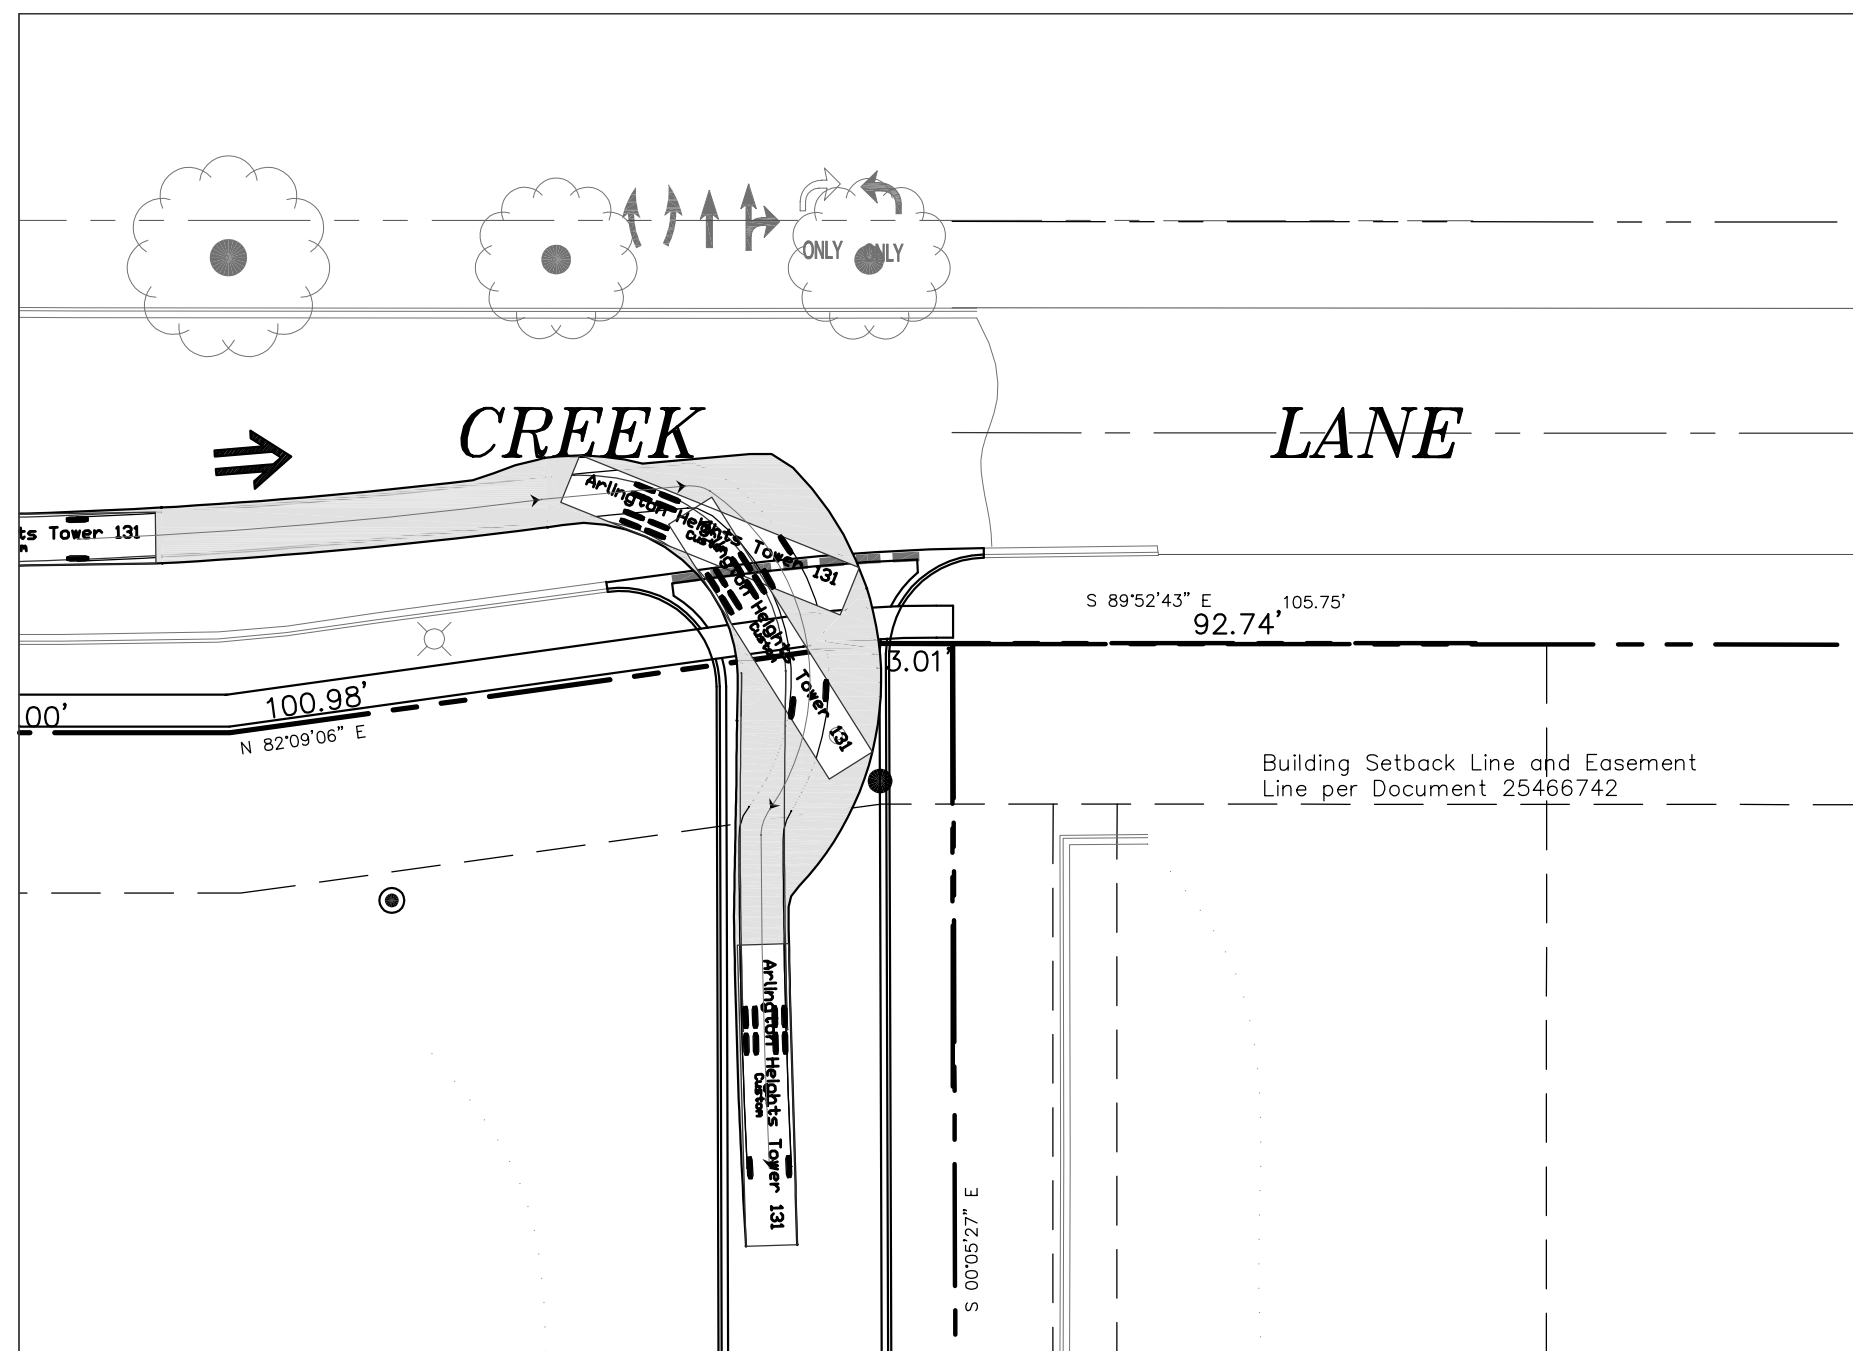 ONLY ONLY
CREEK LANE
Arlington Heights Tower 131
Custom
ts Tower 131
m
Arlington Heights Tower 131
Custom
S 89°52'43" E 105.75'
92.74'
3.01'
100.98'
00'
N 82°09'06" E
Building Setback Line and Easement
Line per Document 25466742
Arlington Heights Tower 131
Custom
S 00°05'27" E